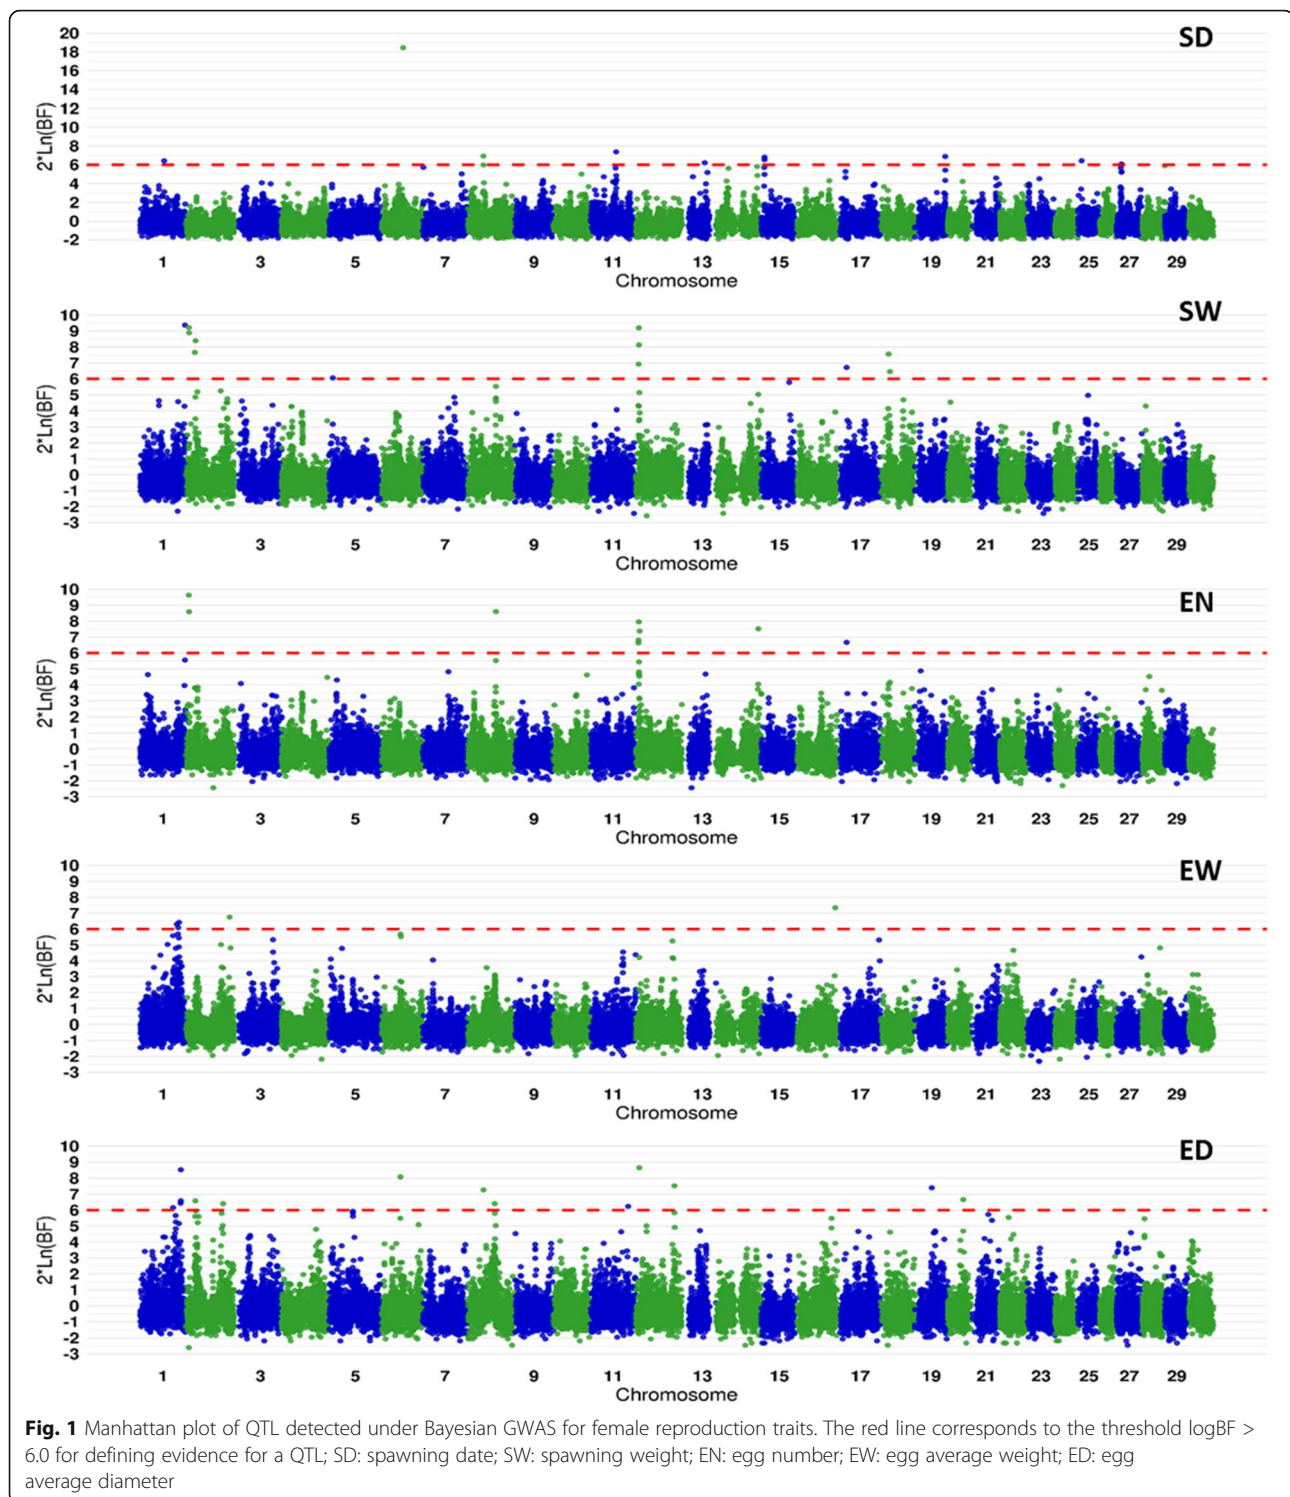 SD
20
18
16
14
12
10
8
6
4
2
0
-2
2*Ln(BF)
1 3 5 7 9 11 13 15 17 19 21 23 25 27 29
Chromosome
SW
10
9
8
7
6
5
4
3
2
1
0
-1
-2
-3
2*Ln(BF)
1 3 5 7 9 11 13 15 17 19 21 23 25 27 29
Chromosome
EN
10
9
8
7
6
5
4
3
2
1
0
-1
-2
-3
2*Ln(BF)
1 3 5 7 9 11 13 15 17 19 21 23 25 27 29
Chromosome
EW
10
9
8
7
6
5
4
3
2
1
0
-1
-2
-3
2*Ln(BF)
1 3 5 7 9 11 13 15 17 19 21 23 25 27 29
Chromosome
ED
10
9
8
7
6
5
4
3
2
1
0
-1
-2
-3
2*Ln(BF)
1 3 5 7 9 11 13 15 17 19 21 23 25 27 29
Chromosome
Fig. 1 Manhattan plot of QTL detected under Bayesian GWAS for female reproduction traits. The red line corresponds to the threshold logBF >
6.0 for defining evidence for a QTL; SD: spawning date; SW: spawning weight; EN: egg number; EW: egg average weight; ED: egg
average diameter